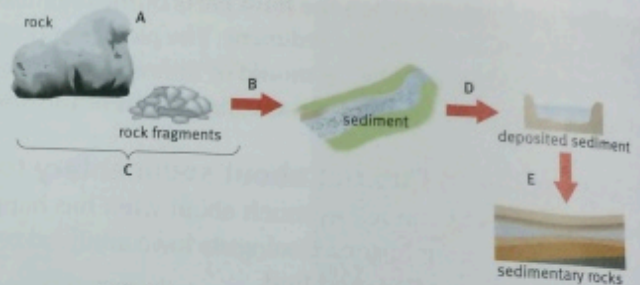 rock
A
B
D
sediment
rock fragments
deposited sediment
C
E
sedimentary rocks